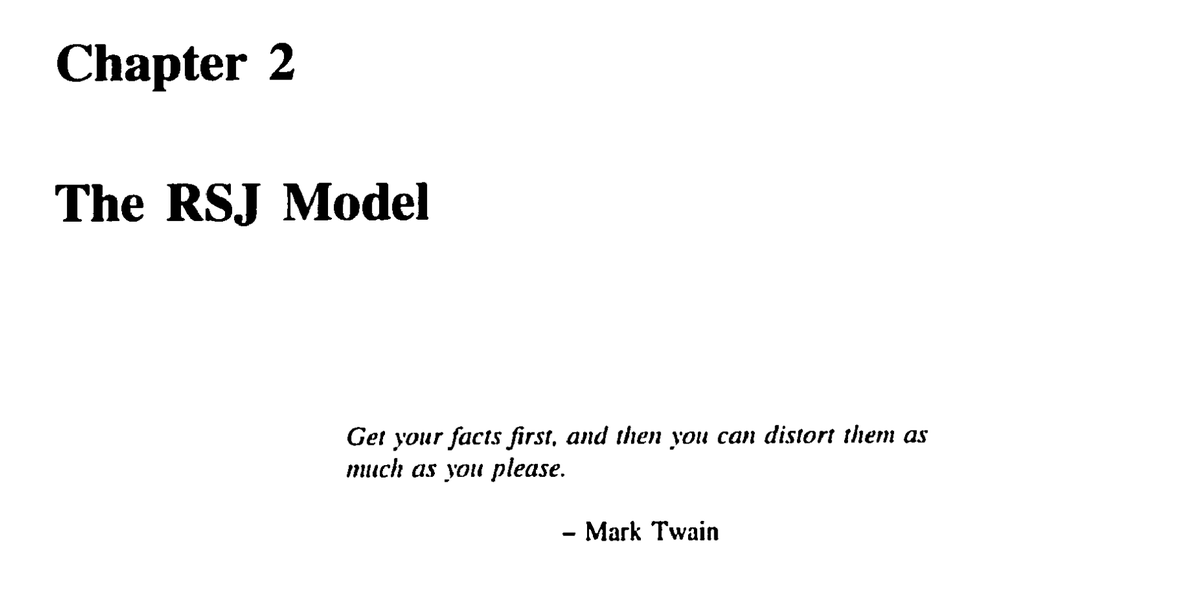 Chapter 2
The RSJ Model
Get your facts first, and then you can distort them as
much as you please.
– Mark Twain